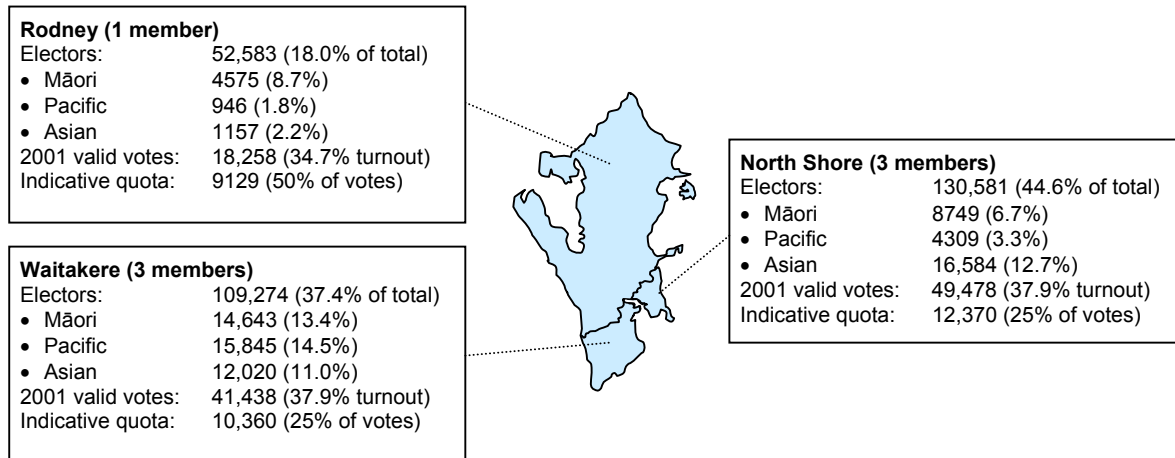 Rodney (1 member)
Electors: 52,583 (18.0% of total)
• Māori 4575 (8.7%)
• Pacific 946 (1.8%)
• Asian 1157 (2.2%)
2001 valid votes: 18,258 (34.7% turnout)
Indicative quota: 9129 (50% of votes)
North Shore (3 members)
Electors: 130,581 (44.6% of total)
• Māori 8749 (6.7%)
• Pacific 4309 (3.3%)
• Asian 16,584 (12.7%)
2001 valid votes: 49,478 (37.9% turnout)
Indicative quota: 12,370 (25% of votes)
Waitakere (3 members)
Electors: 109,274 (37.4% of total)
• Māori 14,643 (13.4%)
• Pacific 15,845 (14.5%)
• Asian 12,020 (11.0%)
2001 valid votes: 41,438 (37.9% turnout)
Indicative quota: 10,360 (25% of votes)